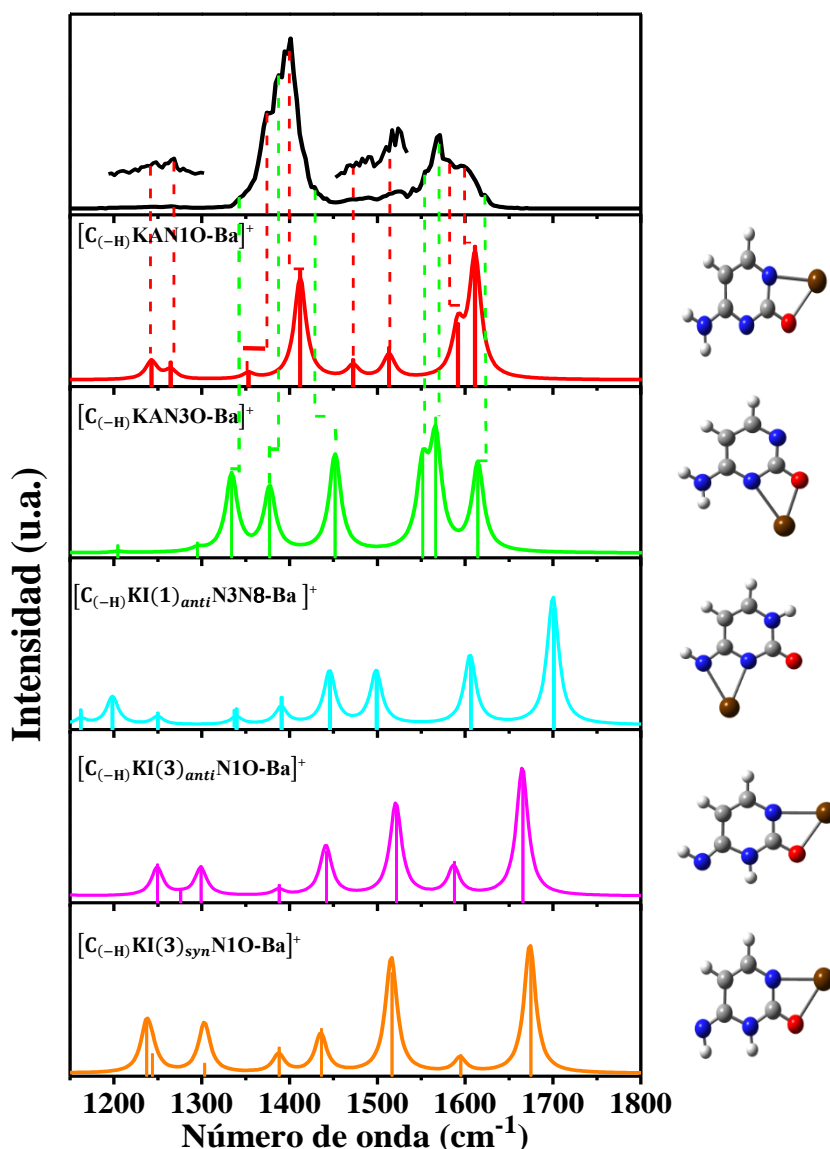 [C(−H)KAN1O-Ba]⁺
[C(−H)KAN3O-Ba]⁺
[C(−H)KI(1)antiN3N8-Ba ]⁺
[C(−H)KI(3)antiN1O-Ba]⁺
[C(−H)KI(3)synN1O-Ba]⁺
Intensidad (u.a.)
1200 1300 1400 1500 1600 1700 1800
Número de onda (cm⁻¹)